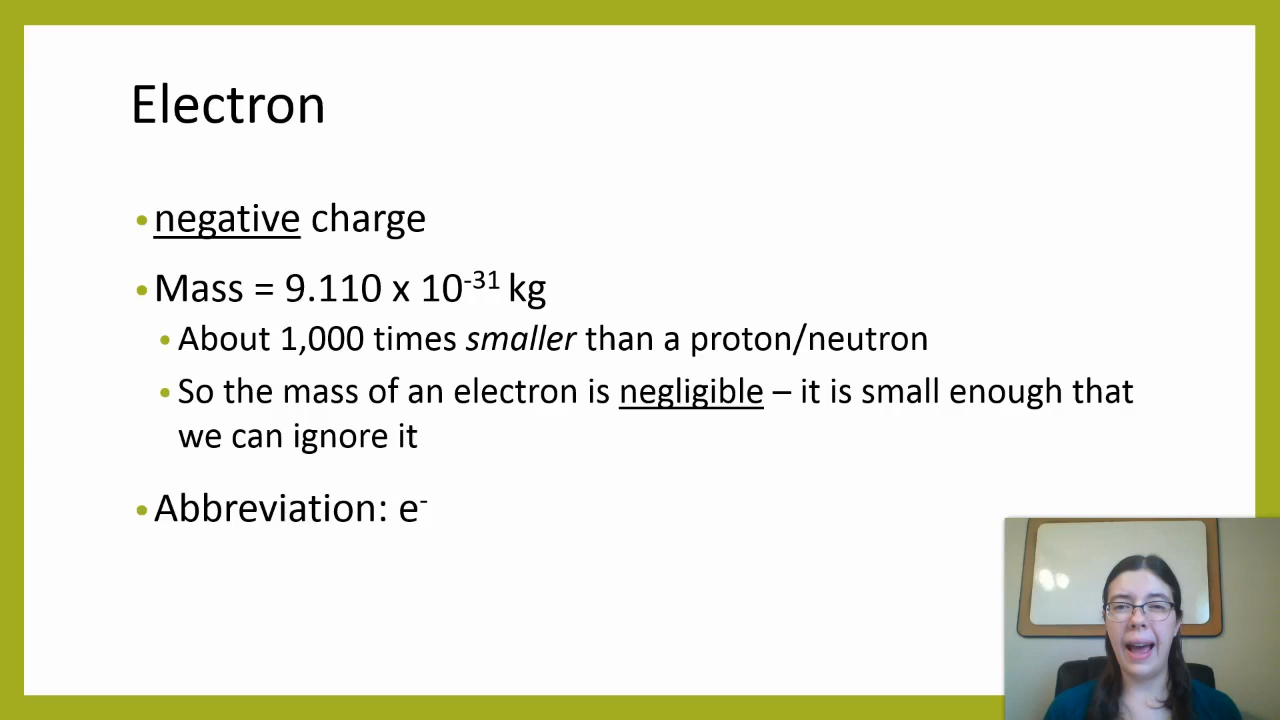 Electron
• negative charge
• Mass = 9.110 x 10⁻³¹ kg
• About 1,000 times smaller than a proton/neutron
• So the mass of an electron is negligible – it is small enough that
we can ignore it
• Abbreviation: e⁻